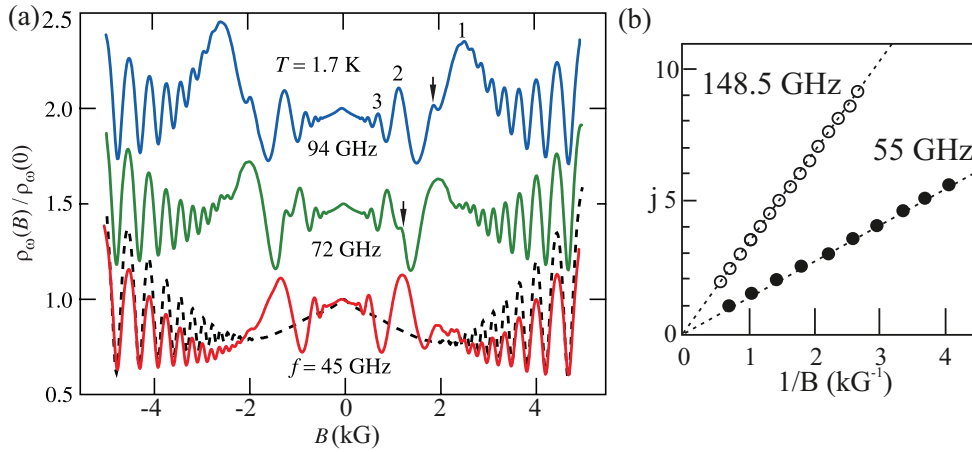 (a)
2.5
2.0
1.5
1.0
0.5
ρω(B) / ρω(0)
T = 1.7 K
1
2
3
94 GHz
72 GHz
f = 45 GHz
-4
-2
0
2
4
B (kG)
(b)
10
j 5
0
148.5 GHz
55 GHz
0
1
2
3
4
1/B (kG⁻¹)